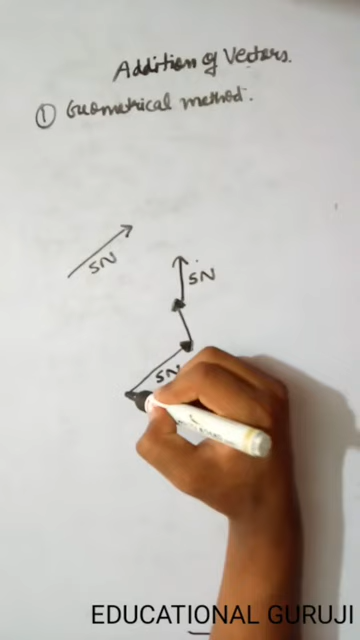 Addition of Vectors.
① Geometrical method.
5N
5N
5N
EDUCATIONAL GURUJI